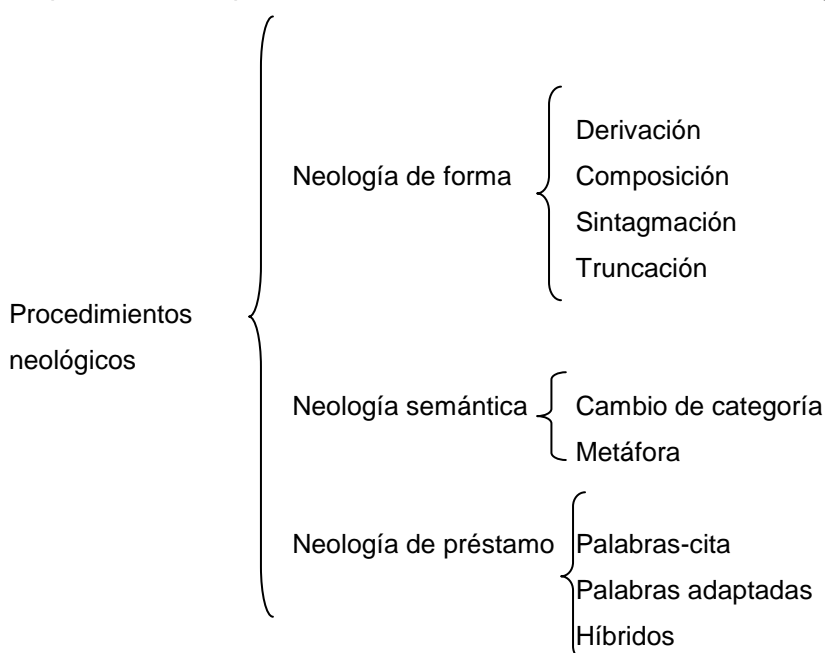 Procedimientos
neológicos
Neología de forma
Derivación
Composición
Sintagmación
Truncación
Neología semántica
Cambio de categoría
Metáfora
Neología de préstamo
Palabras-cita
Palabras adaptadas
Híbridos